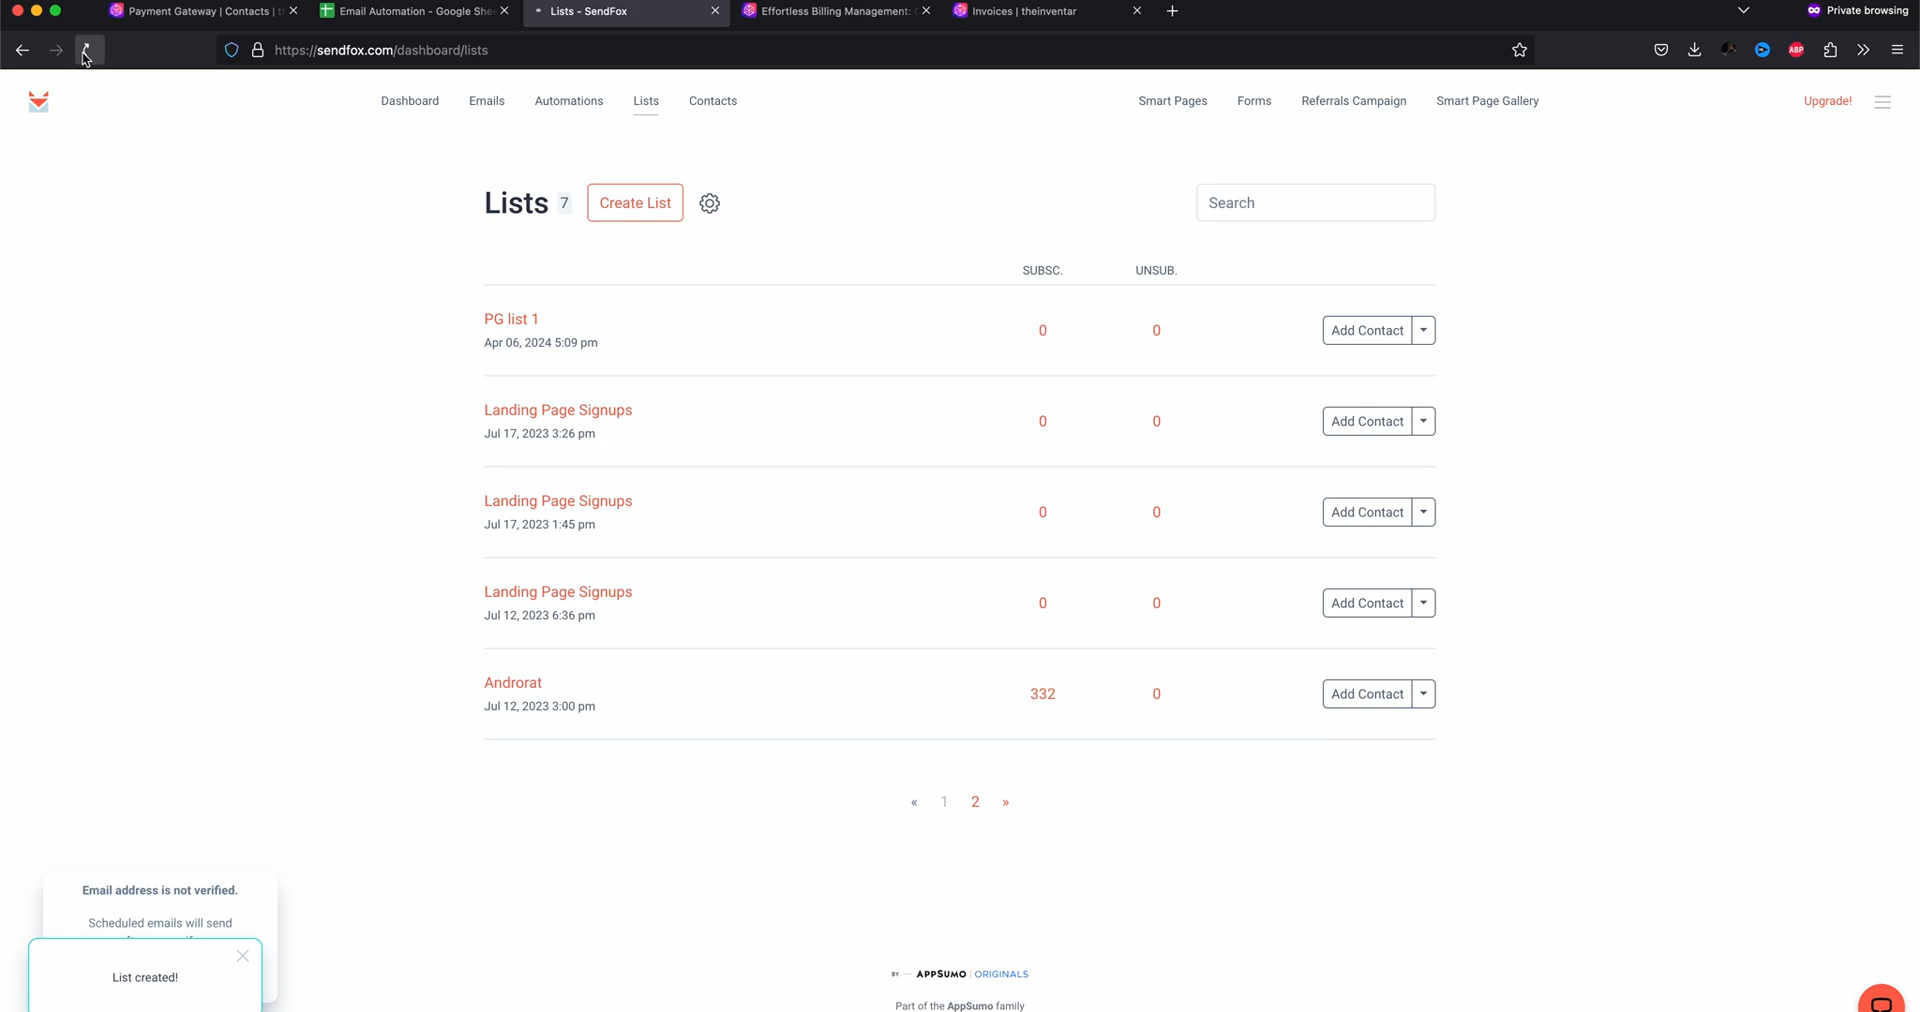 Payment Gateway | Contacts |
Email Automation - Google She
Lists - SendFox
Effortless Billing Management:
Invoices | theinventar
Private browsing
https://sendfox.com/dashboard/lists
ABP
Dashboard
Emails
Automations
Lists
Contacts
Smart Pages
Forms
Referrals Campaign
Smart Page Gallery
Upgrade!
Lists 7
Create List
Search
SUBSC.
UNSUB.
PG list 1
Apr 06, 2024 5:09 pm
0
0
Add Contact
Landing Page Signups
Jul 17, 2023 3:26 pm
0
0
Add Contact
Landing Page Signups
Jul 17, 2023 1:45 pm
0
0
Add Contact
Landing Page Signups
Jul 12, 2023 6:36 pm
0
0
Add Contact
Androrat
Jul 12, 2023 3:00 pm
332
0
Add Contact
« 1 2 »
Email address is not verified.
Scheduled emails will send
List created!
BY — APPSUMO | ORIGINALS
Part of the AppSumo family